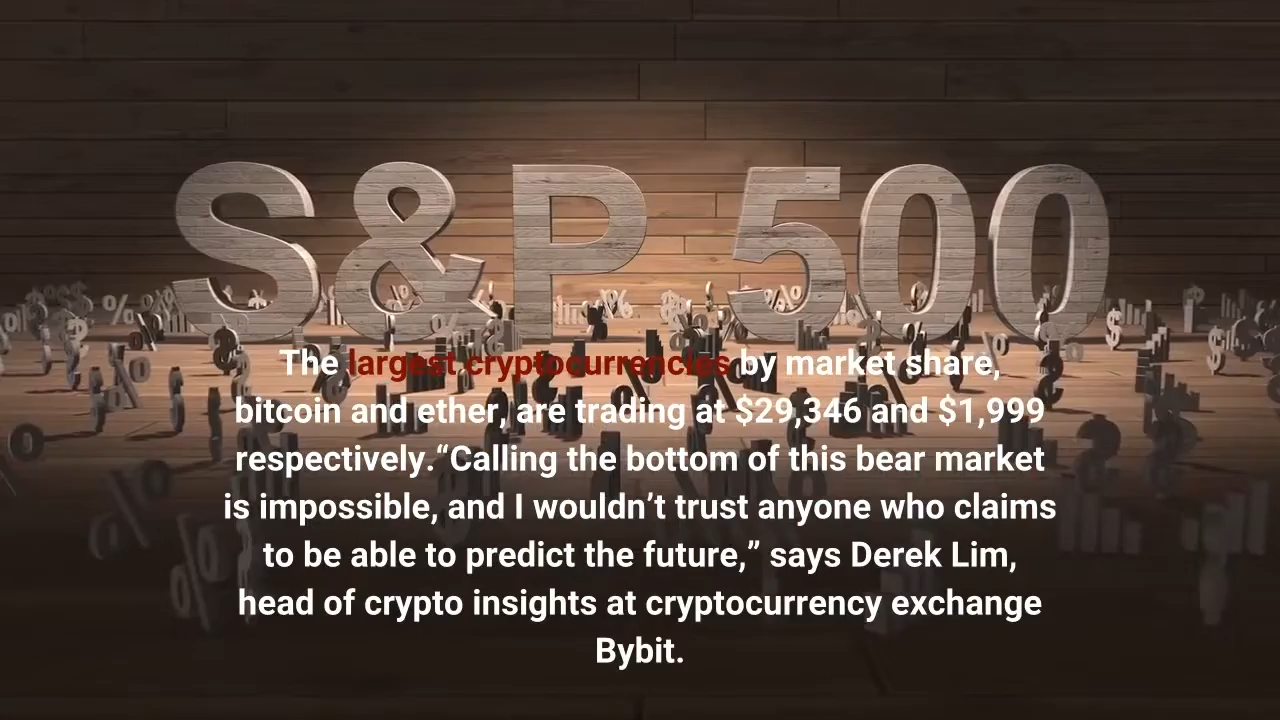 S&P 500
The largest cryptocurrencies by market share,
bitcoin and ether, are trading at $29,346 and $1,999
respectively.“Calling the bottom of this bear market
is impossible, and I wouldn’t trust anyone who claims
to be able to predict the future,” says Derek Lim,
head of crypto insights at cryptocurrency exchange
Bybit.